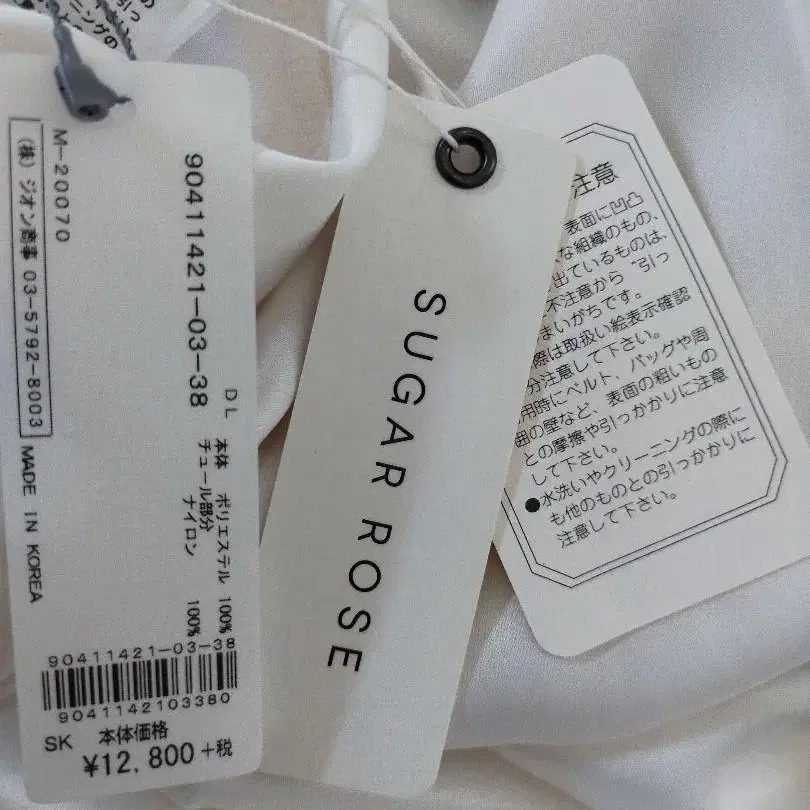 M-20070
(株) ジオン商事 03-5792-8003
MADE IN KOREA
90411421-03-38
DL
本体 ポリエステル 100%
チュール部分
ナイロン 100%
90411421-03-38
9041142103380
SK 本体価格
¥12,800+税
SUGAR ROSE
注意
表面に凹凸
な組織のもの、
出ているものは、
不注意から“引っ
まいがちです。
際は取扱い絵表示確認
分注意して下さい。
用時にベルト、バッグや周
囲の壁など、表面の粗いもの
との摩擦や引っかかりに注意
して下さい。
●水洗いやクリーニングの際に
も他のものとの引っかかりに
注意して下さい。